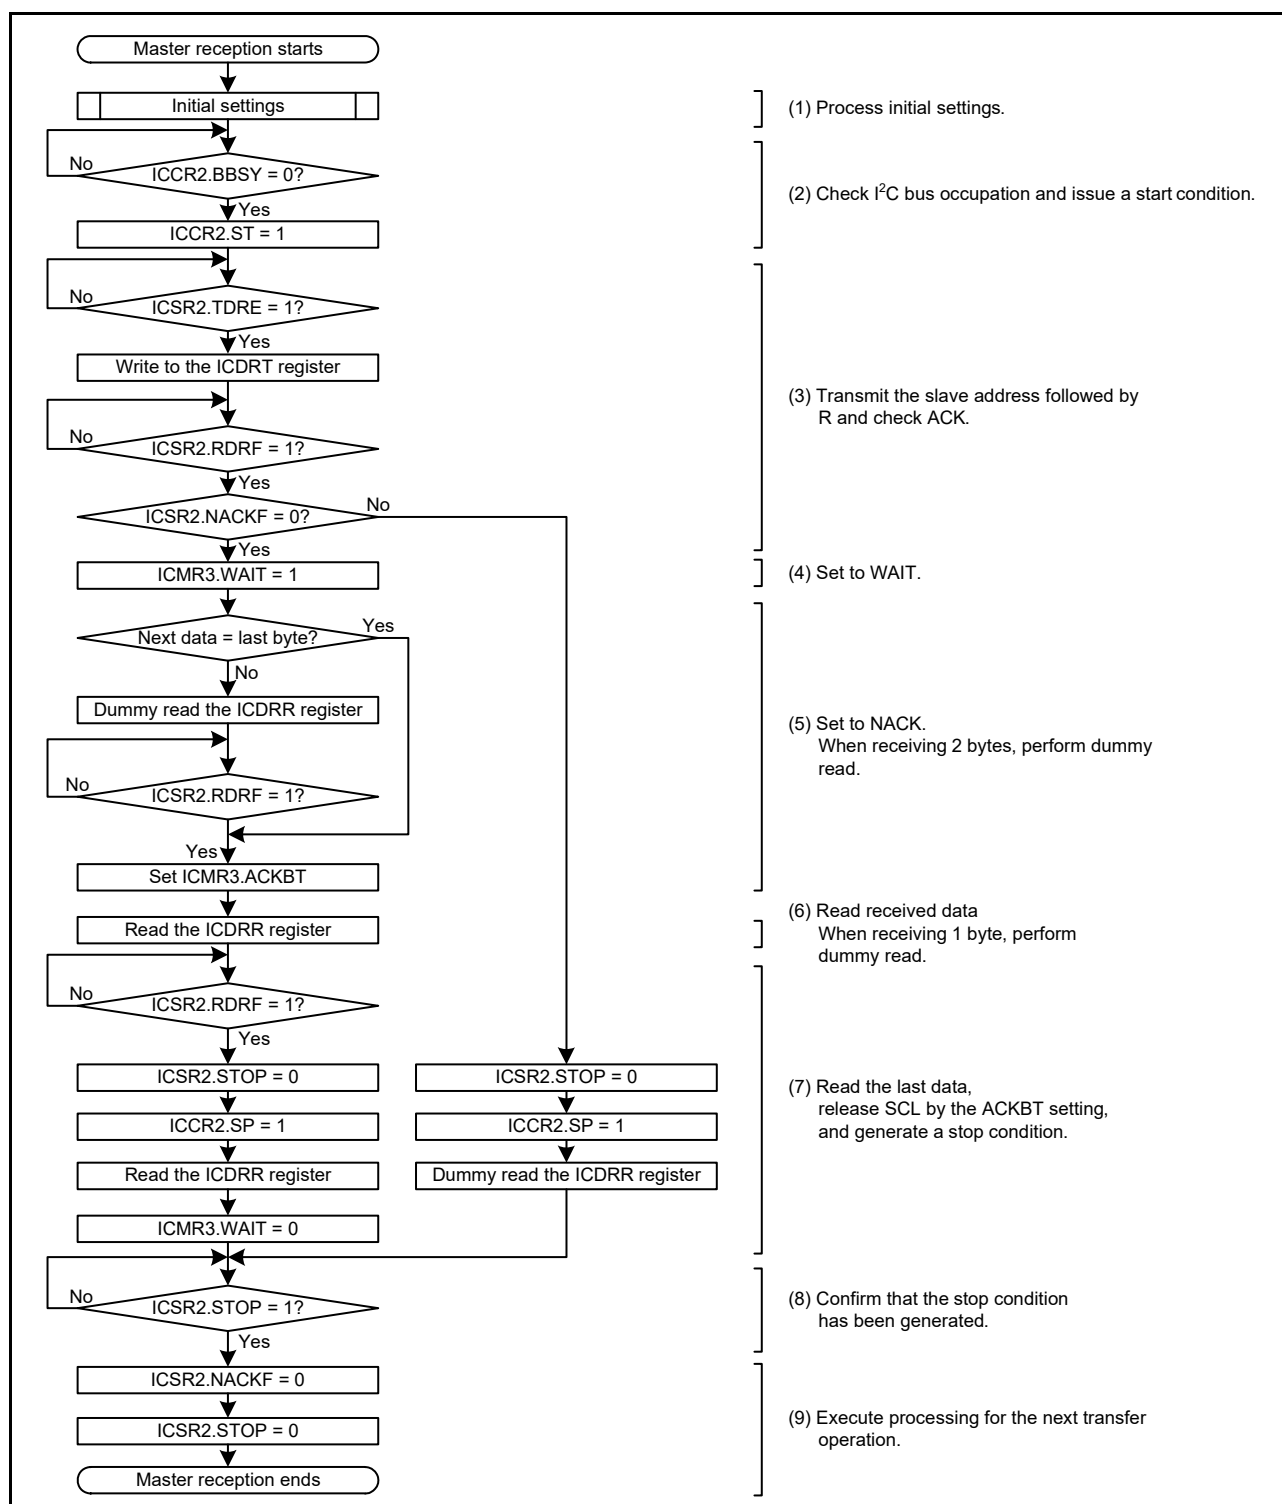 Master reception starts
Initial settings
(1) Process initial settings.
No
ICCR2.BBSY = 0?
Yes
ICCR2.ST = 1
(2) Check I²C bus occupation and issue a start condition.
No
ICSR2.TDRE = 1?
Yes
Write to the ICDRT register
No
ICSR2.RDRF = 1?
Yes
ICSR2.NACKF = 0?
No
Yes
(3) Transmit the slave address followed by
R and check ACK.
ICMR3.WAIT = 1
(4) Set to WAIT.
Next data = last byte?
Yes
No
Dummy read the ICDRR register
No
ICSR2.RDRF = 1?
Yes
Set ICMR3.ACKBT
(5) Set to NACK.
When receiving 2 bytes, perform dummy
read.
Read the ICDRR register
(6) Read received data
When receiving 1 byte, perform
dummy read.
No
ICSR2.RDRF = 1?
Yes
ICSR2.STOP = 0
ICCR2.SP = 1
Read the ICDRR register
ICMR3.WAIT = 0
ICSR2.STOP = 0
ICCR2.SP = 1
Dummy read the ICDRR register
(7) Read the last data,
release SCL by the ACKBT setting,
and generate a stop condition.
No
ICSR2.STOP = 1?
Yes
(8) Confirm that the stop condition
has been generated.
ICSR2.NACKF = 0
ICSR2.STOP = 0
Master reception ends
(9) Execute processing for the next transfer
operation.